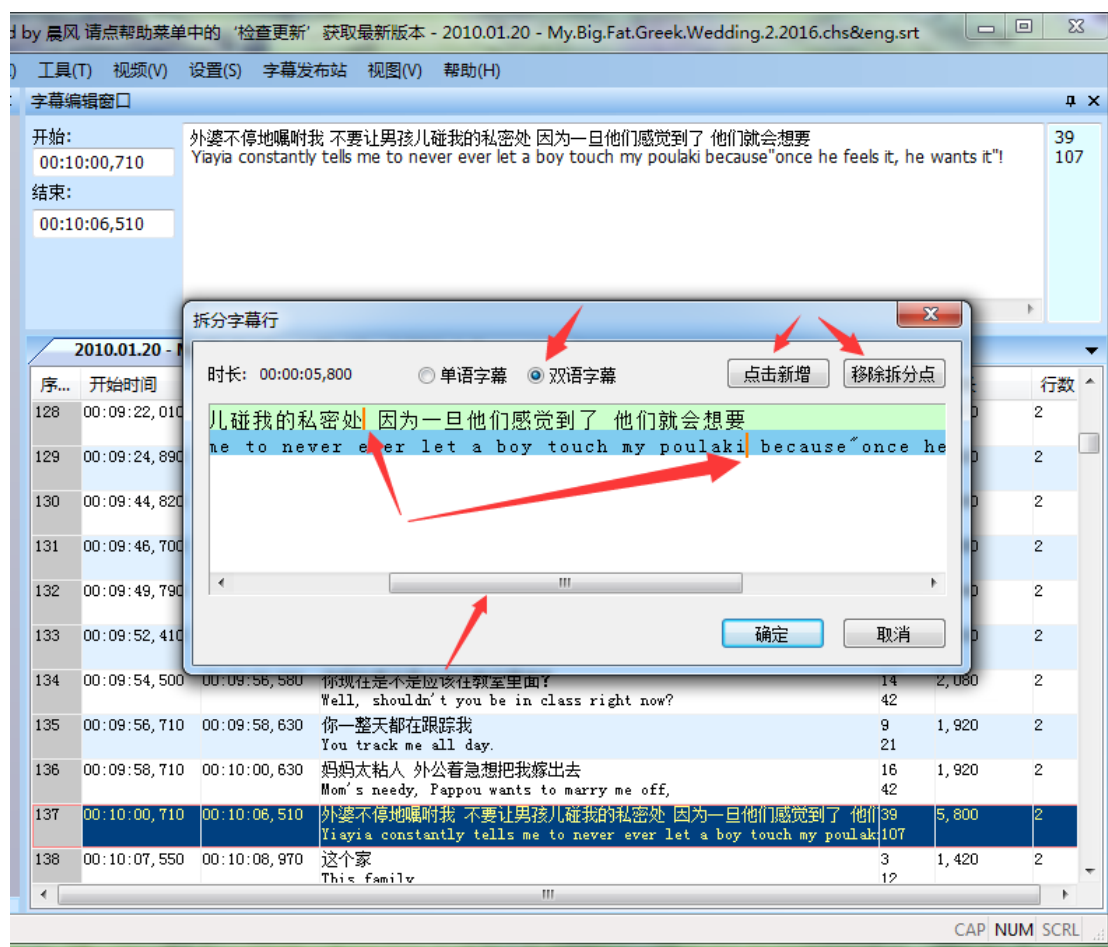 d by 晨风 请点帮助菜单中的‘检查更新’获取最新版本 - 2010.01.20 - My.Big.Fat.Greek.Wedding.2.2016.chs&eng.srt
工具(T) 视频(V) 设置(S) 字幕发布站 视图(V) 帮助(H)
字幕编辑窗口
开始:
00:10:00,710
结束:
00:10:06,510
外婆不停地嘱咐我 不要让男孩儿碰我的私密处 因为一旦他们感觉到了 他们就会想要
Yiayia constantly tells me to never ever let a boy touch my poulaki because"once he feels it, he wants it"!
39
107
2010.01.20 -
拆分字幕行
时长: 00:00:05,800
单语字幕 双语字幕
点击新增 移除拆分点
儿碰我的私密处 因为一旦他们感觉到了 他们就会想要
me to never ever let a boy touch my poulaki because"once he
确定 取消
序... 开始时间 行数
128 00:09:22,010 2
129 00:09:24,890 2
130 00:09:44,820 2
131 00:09:46,700 2
132 00:09:49,790 2
133 00:09:52,410 2
134 00:09:54,500 00:09:56,580 你现在是不是应该在教室里面? 14 2,080 2
Well, shouldn't you be in class right now? 42
135 00:09:56,710 00:09:58,630 你一整天都在跟踪我 9 1,920 2
You track me all day. 21
136 00:09:58,710 00:10:00,630 妈妈太粘人 外公着急想把我嫁出去 16 1,920 2
Mom's needy, Pappou wants to marry me off, 42
137 00:10:00,710 00:10:06,510 外婆不停地嘱咐我 不要让男孩儿碰我的私密处 因为一旦他们感觉到了 他们 39 5,800 2
Yiayia constantly tells me to never ever let a boy touch my poulak 107
138 00:10:07,550 00:10:08,970 这个家 3 1,420 2
This family 12
CAP NUM SCRL